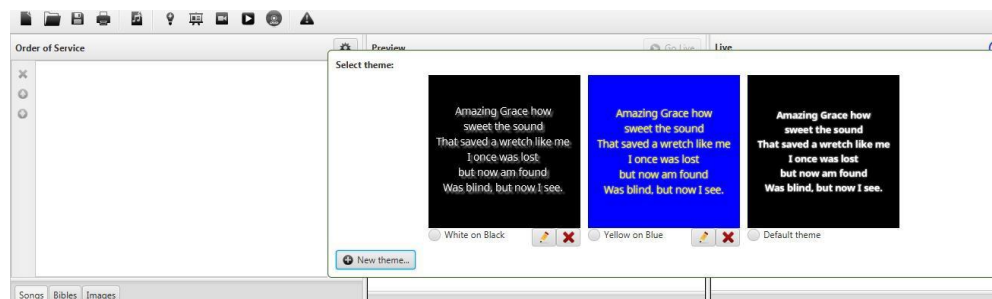 Order of Service
Preview
Go Live
Live
Select theme:
Amazing Grace how
sweet the sound
That saved a wretch like me
I once was lost
but now am found
Was blind, but now I see.
White on Black
Amazing Grace how
sweet the sound
That saved a wretch like me
I once was lost
but now am found
Was blind, but now I see.
Yellow on Blue
Amazing Grace how
sweet the sound
That saved a wretch like me
I once was lost
but now am found
Was blind, but now I see.
Default theme
New theme...
Songs
Bibles
Images